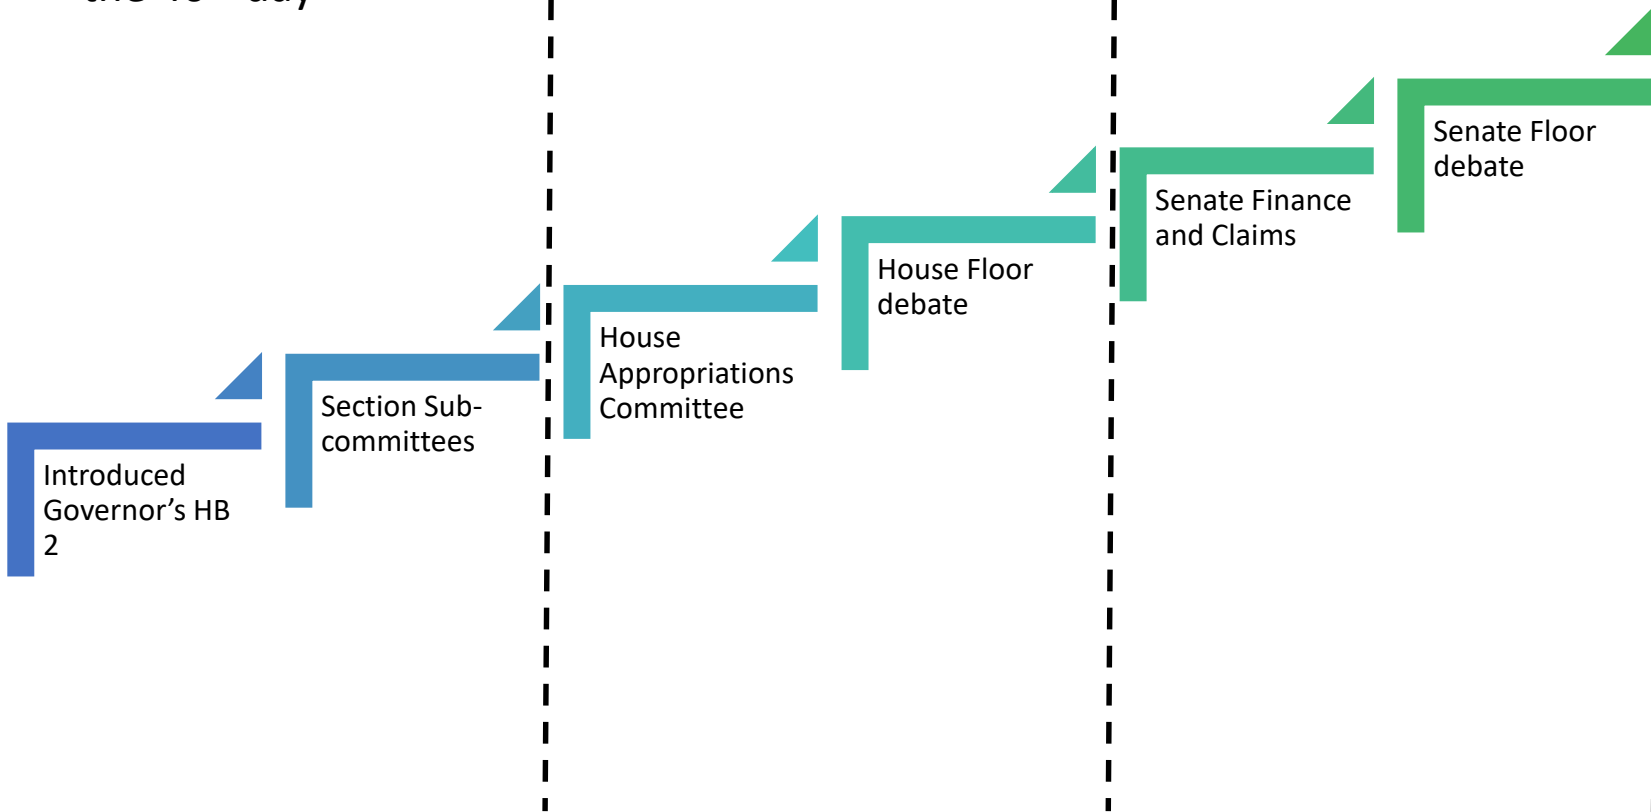 day
Senate Floor
debate
Senate Finance
and Claims
House Floor
debate
House
Appropriations
Committee
Section Sub-
committees
Introduced
Governor’s HB
2